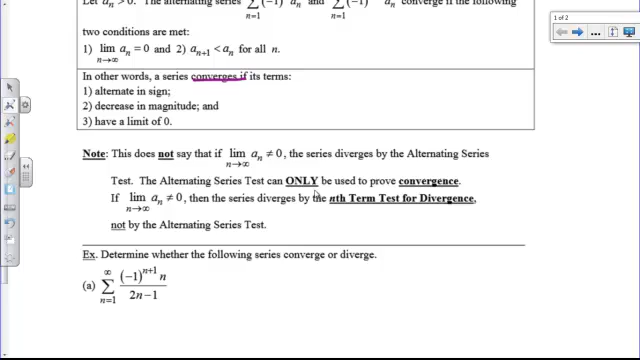 Let aₙ > 0. The alternating series ∑ₙ₌₁ (−1)ⁿ aₙ and ∑ₙ₌₁ (−1) aₙ converge if the following
two conditions are met:
1) lim n→∞ aₙ = 0 and 2) aₙ₊₁ < aₙ for all n.
In other words, a series converges if its terms:
1) alternate in sign;
2) decrease in magnitude; and
3) have a limit of 0.
Note: This does not say that if lim n→∞ aₙ ≠ 0, the series diverges by the Alternating Series
Test. The Alternating Series Test can ONLY be used to prove convergence.
If lim n→∞ aₙ ≠ 0, then the series diverges by the nth Term Test for Divergence,
not by the Alternating Series Test.
Ex. Determine whether the following series converge or diverge.
(a) ∑ₙ₌₁^∞ (−1)ⁿ⁺¹ n / 2n−1
1 of 2